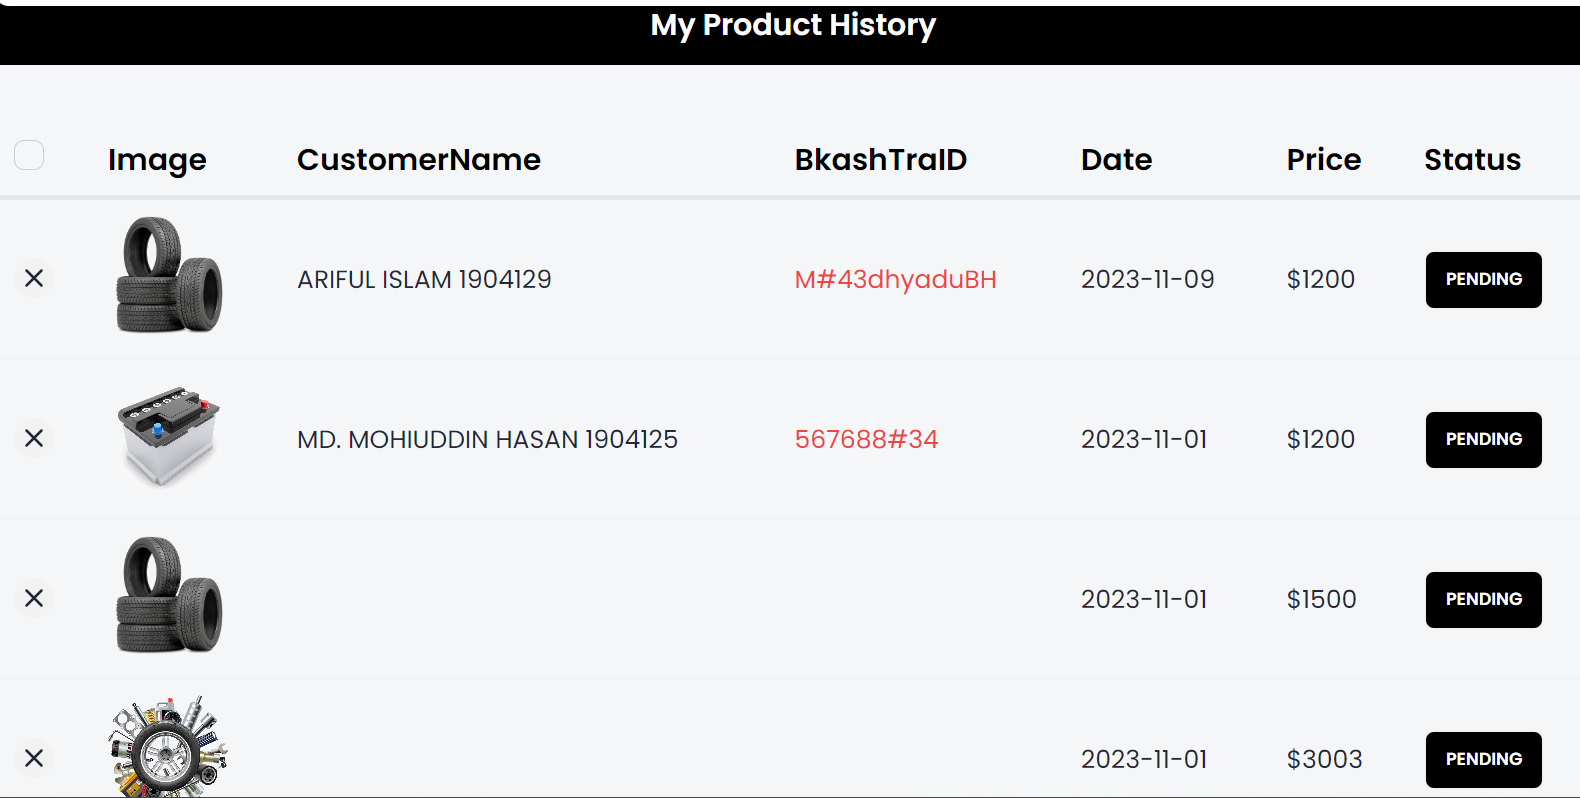 My Product History
Image CustomerName BkashTraID Date Price Status
ARIFUL ISLAM 1904129 M#43dhyaduBH 2023-11-09 $1200 PENDING
MD. MOHIUDDIN HASAN 1904125 567688#34 2023-11-01 $1200 PENDING
2023-11-01 $1500 PENDING
2023-11-01 $3003 PENDING